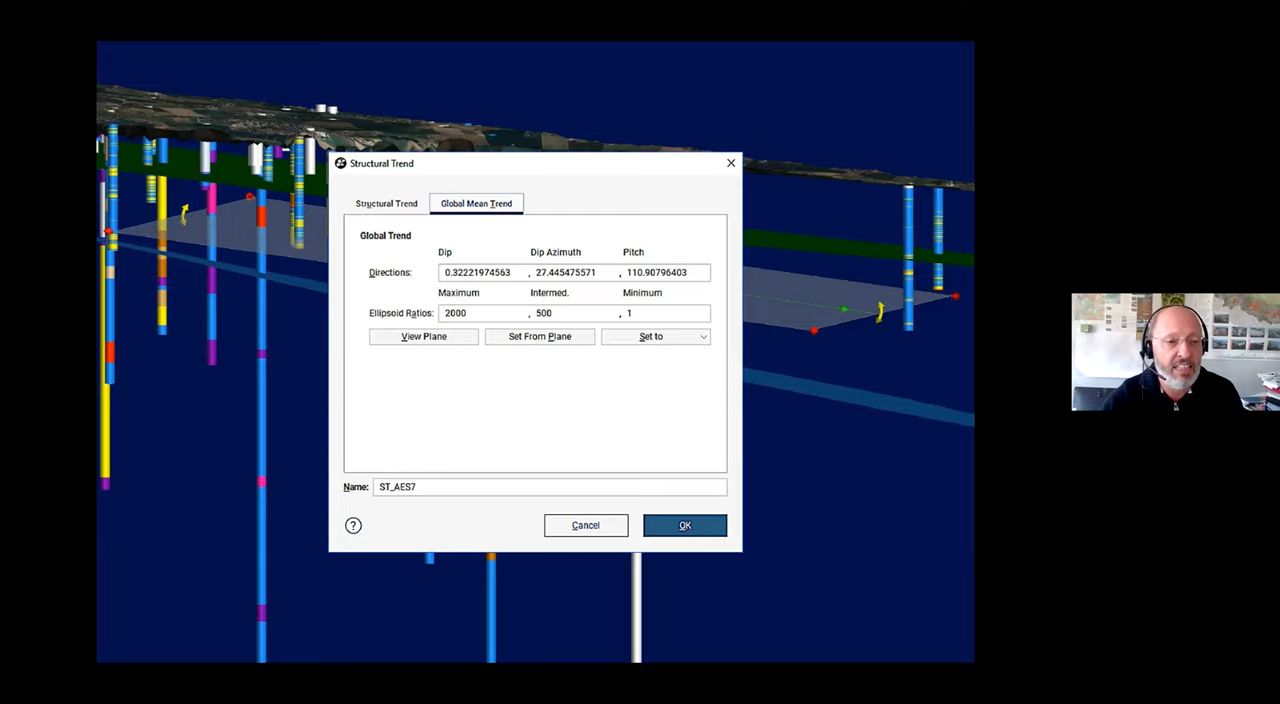 Structural Trend
Structural Trend Global Mean Trend
Global Trend
Dip Dip Azimuth Pitch
Directions: 0.32221974563 , 27.445475571 , 110.90796403
Maximum Intermed. Minimum
Ellipsoid Ratios: 2000 , 500 , 1
View Plane Set From Plane Set to
Name: ST_AES7
? Cancel OK